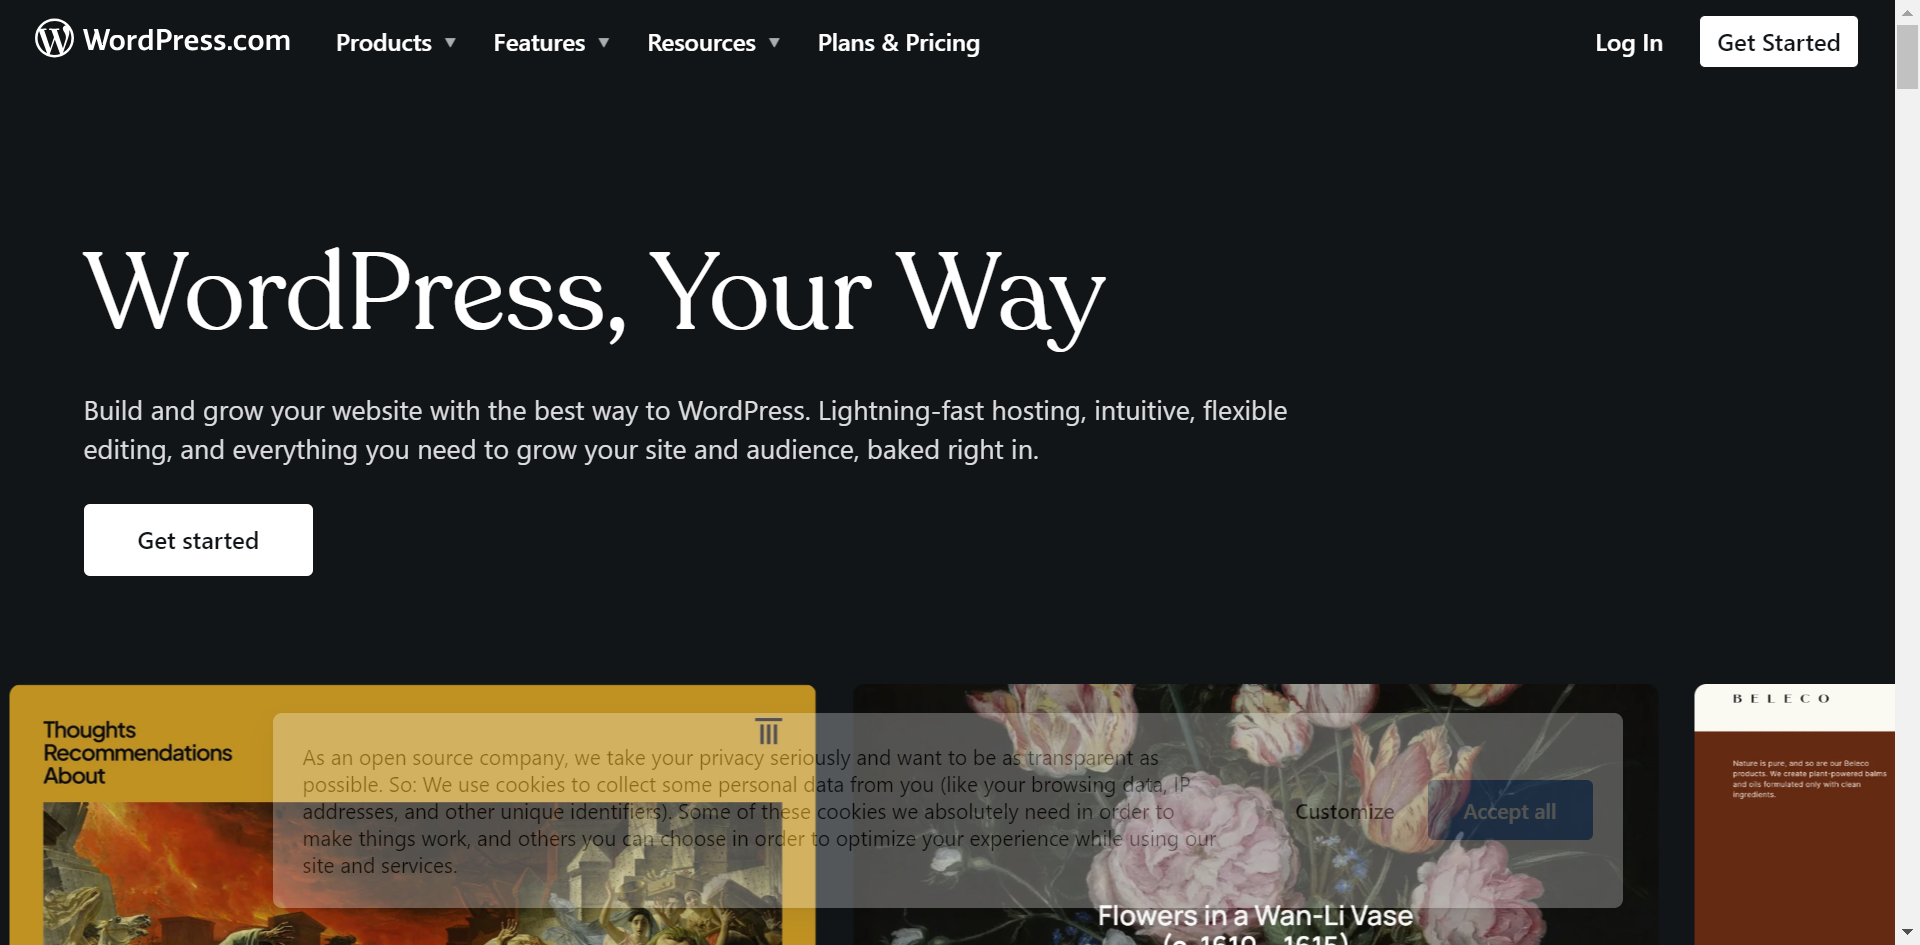 WordPress.com Products Features Resources Plans & Pricing Log In Get Started
WordPress, Your Way
Build and grow your website with the best way to WordPress. Lightning-fast hosting, intuitive, flexible
editing, and everything you need to grow your site and audience, baked right in.
Get started
Thoughts
Recommendations
About
As an open source company, we take your privacy seriously and want to be as transparent as
possible. So: We use cookies to collect some personal data from you (like your browsing data, IP
addresses, and other unique identifiers). Some of these cookies we absolutely need in order to
make things work, and others you can choose in order to optimize your experience while using our
site and services.
Customize Accept all
Flowers in a Wan-Li Vase
(c. 1610 - 1615)
BELECO
Nature is pure, and so are our Beleco
products. We create plant-powered balms
and oils formulated only with clean
ingredients.